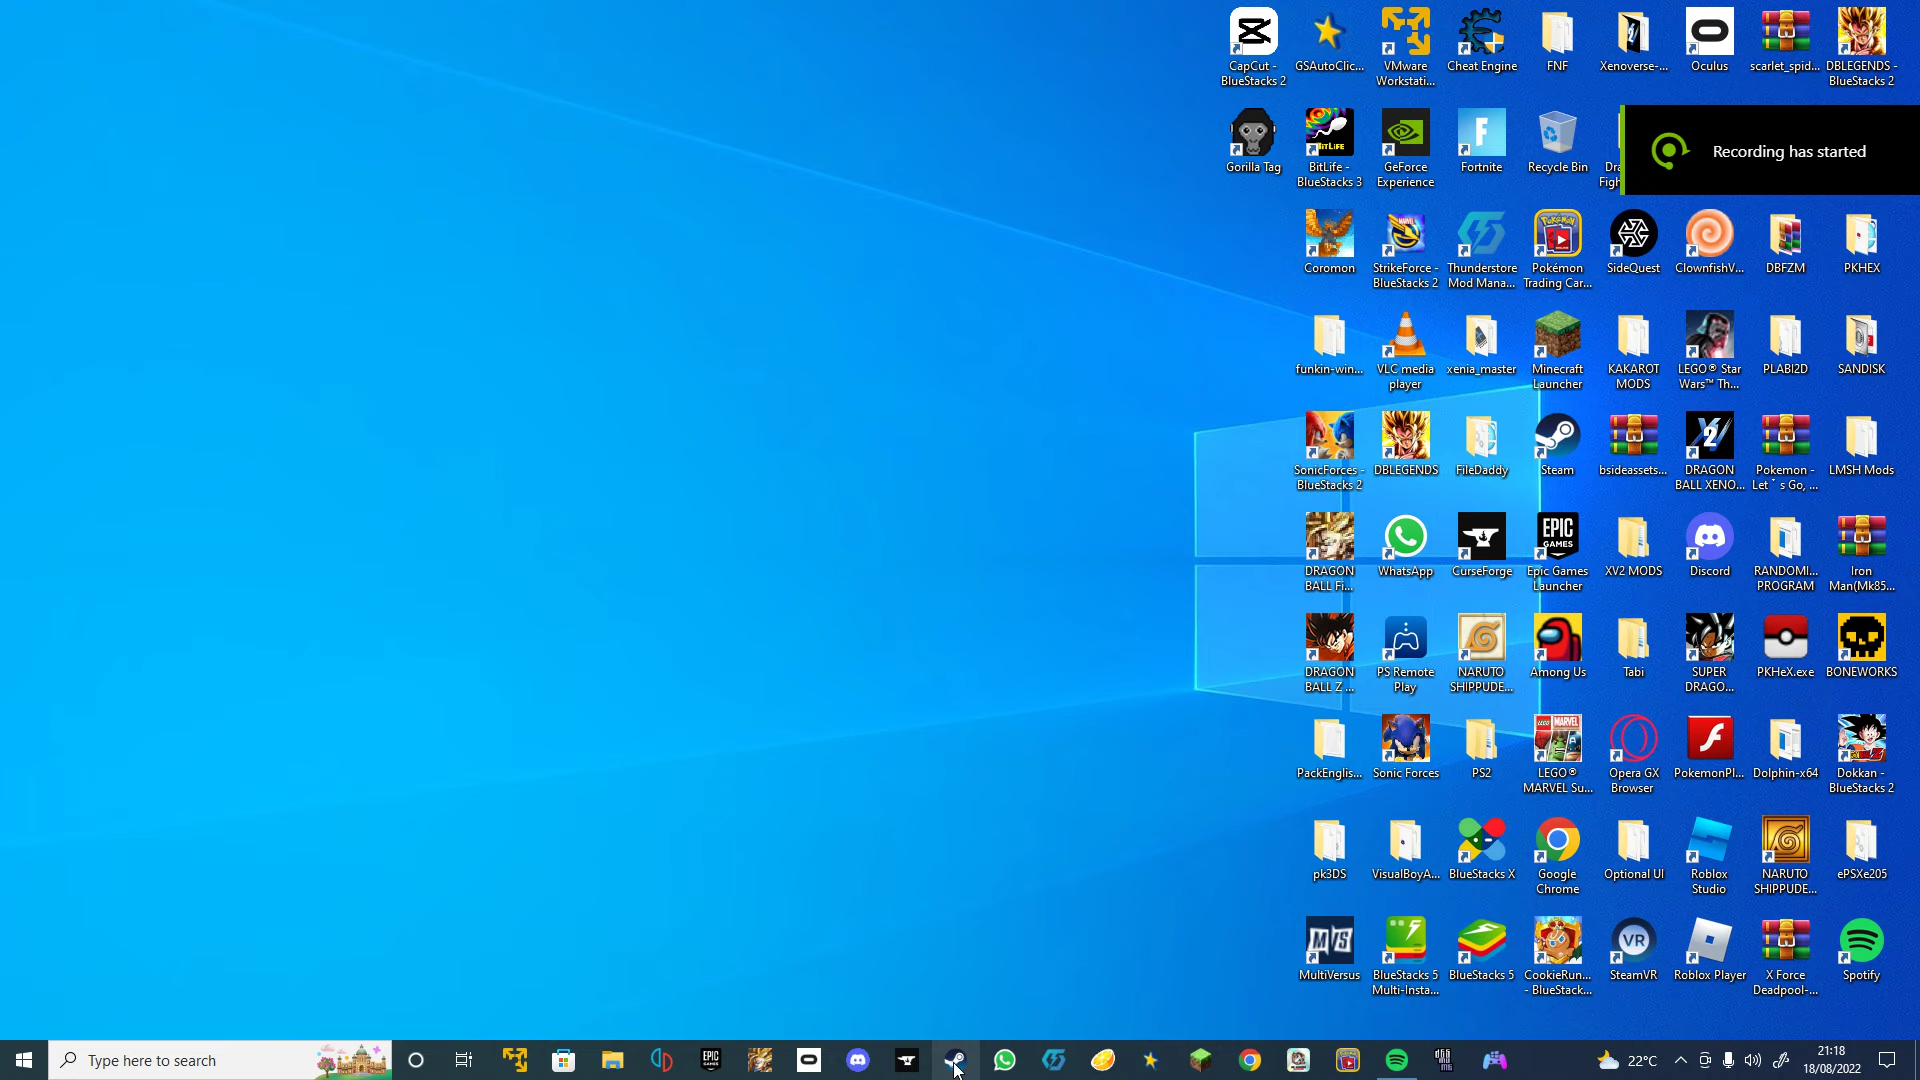 CapCut -
BlueStacks 2
GSAutoClic...
VMware
Workstati...
Cheat Engine
FNF
Xenoverse-...
Oculus
scarlet_spid...
DBLEGENDS -
BlueStacks 2
Gorilla Tag
BITLIFE
BitLife -
BlueStacks 3
GeForce
Experience
Fortnite
Recycle Bin
Dra
Figh
Recording has started
Coromon
StrikeForce -
BlueStacks 2
Thunderstore
Mod Mana...
Pokémon
Trading Car...
SideQuest
ClownfishV...
DBFZM
PKHEX
funkin-win...
VLC media
player
xenia_master
Minecraft
Launcher
KAKAROT
MODS
LEGO® Star
Wars™ Th...
PLABI2D
SANDISK
SonicForces -
BlueStacks 2
DBLEGENDS
FileDaddy
Steam
bsideassets...
DRAGON
BALL XENO...
Pokemon -
Letˇs Go, ...
LMSH Mods
DRAGON
BALL Fi...
WhatsApp
CurseForge
EPIC
GAMES
Epic Games
Launcher
XV2 MODS
Discord
RANDOMI...
PROGRAM
Iron
Man(Mk85...
DRAGON
BALL Z ...
PS Remote
Play
NARUTO
SHIPPUDE...
Among Us
Tabi
SUPER
DRAGO...
PKHeX.exe
BONEWORKS
PackEnglis...
Sonic Forces
PS2
LEGO®
MARVEL Su...
Opera GX
Browser
PokemonPl...
Dolphin-x64
Dokkan -
BlueStacks 2
pk3DS
VisualBoyA...
BlueStacks X
Google
Chrome
Optional UI
Roblox
Studio
NARUTO
SHIPPUDE...
ePSXe205
MultiVersus
BlueStacks 5
Multi-Insta...
BlueStacks 5
CookieRun...
- BlueStack...
VR
SteamVR
Roblox Player
X Force
Deadpool-...
Spotify
Type here to search
22°C
21:18
18/08/2022